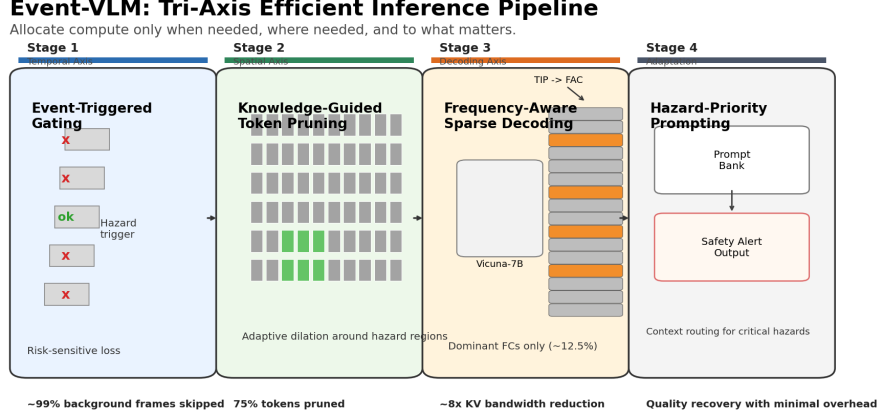 Event-VLM: Tri-Axis Efficient Inference Pipeline
Allocate compute only when needed, where needed, and to what matters.
Stage 1
Temporal Axis
Event-Triggered
Gating
x
x
ok
Hazard
trigger
x
x
Risk-sensitive loss
~99% background frames skipped
Stage 2
Spatial Axis
Knowledge-Guided
Token Pruning
Adaptive dilation around hazard regions
75% tokens pruned
Stage 3
Decoding Axis
TIP -> FAC
Frequency-Aware
Sparse Decoding
Vicuna-7B
Dominant FCs only (~12.5%)
~8x KV bandwidth reduction
Stage 4
Adaptation
Hazard-Priority
Prompting
Prompt
Bank
Safety Alert
Output
Context routing for critical hazards
Quality recovery with minimal overhead